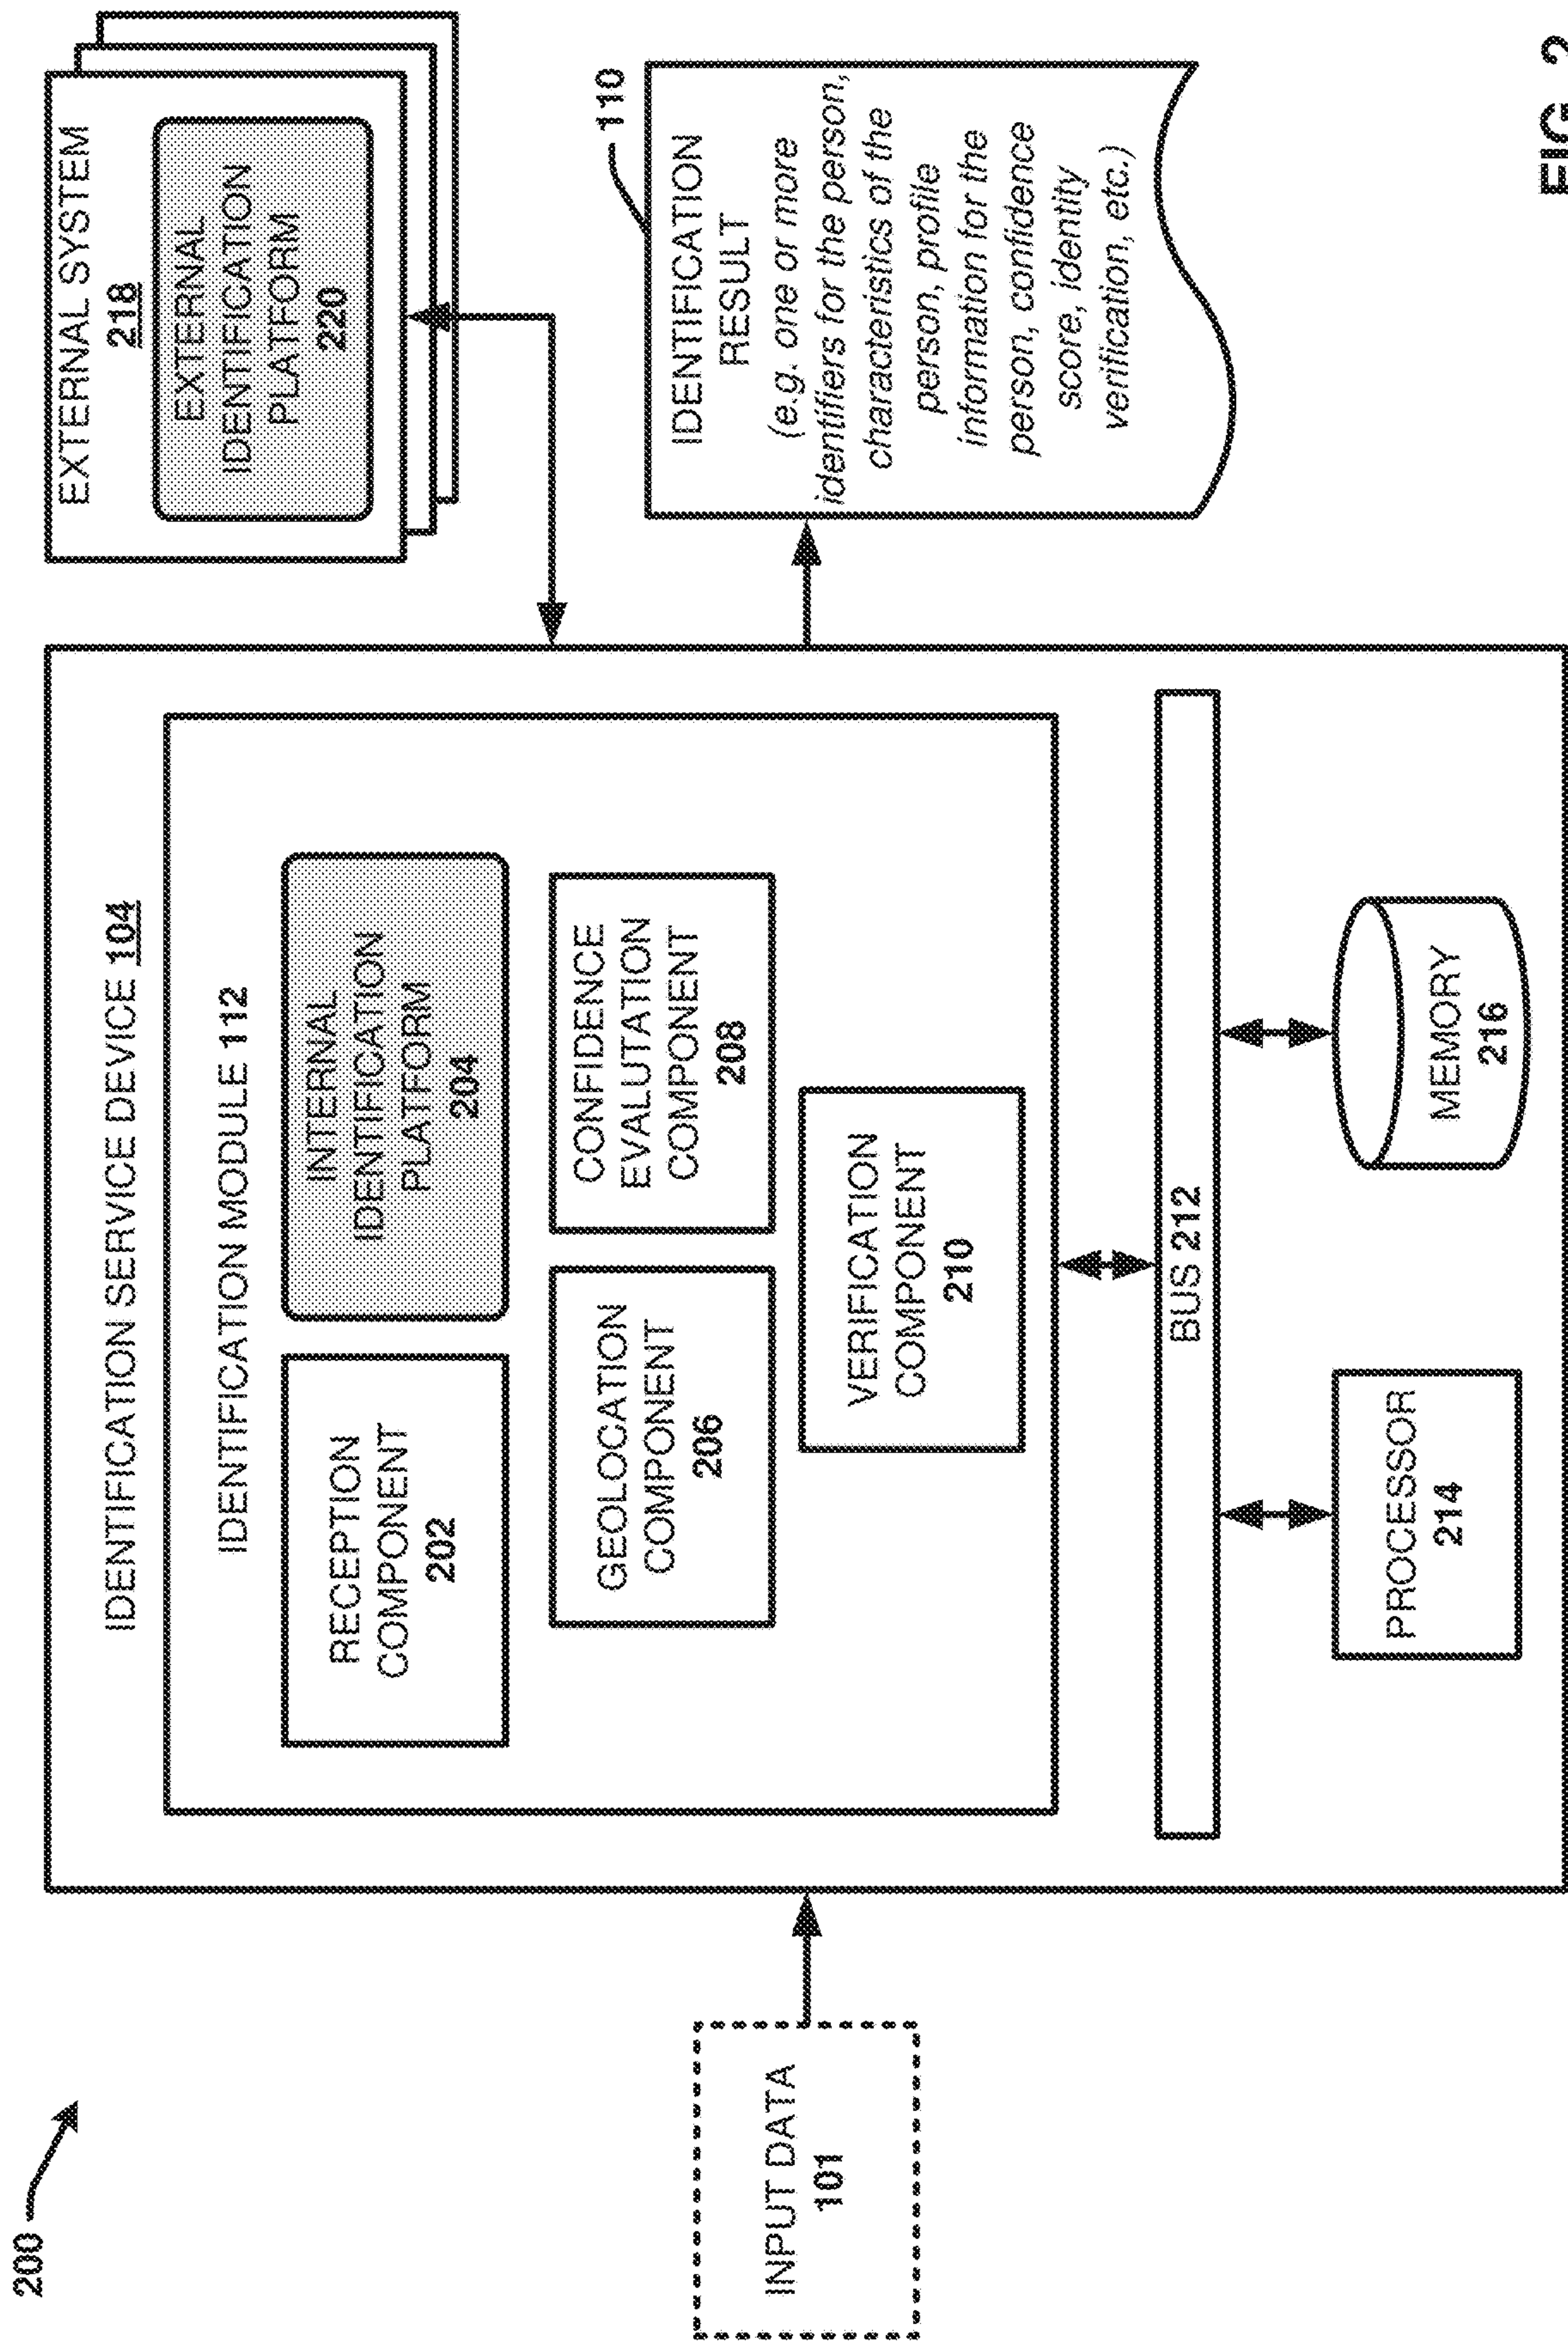 200
INPUT DATA
101
IDENTIFICATION SERVICE DEVICE 104
IDENTIFICATION MODULE 112
RECEPTION
COMPONENT
202
INTERNAL
IDENTIFICATION
PLATFORM
204
GEOLOCATION
COMPONENT
206
CONFIDENCE
EVALUTATION
COMPONENT
208
VERIFICATION
COMPONENT
210
BUS 212
PROCESSOR
214
MEMORY
216
EXTERNAL SYSTEM
218
EXTERNAL
IDENTIFICATION
PLATFORM
220
110
IDENTIFICATION
RESULT
(e.g. one or more
identifiers for the person,
characteristics of the
person, profile
information for the
person, confidence
score, identity
verification, etc.)
FIG. 2